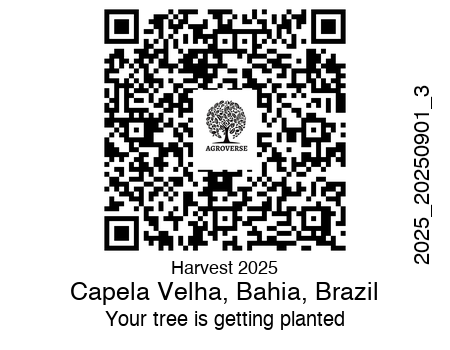 AGROVERSE
Harvest 2025
Capela Velha, Bahia, Brazil
Your tree is getting planted
2025_20250901_3